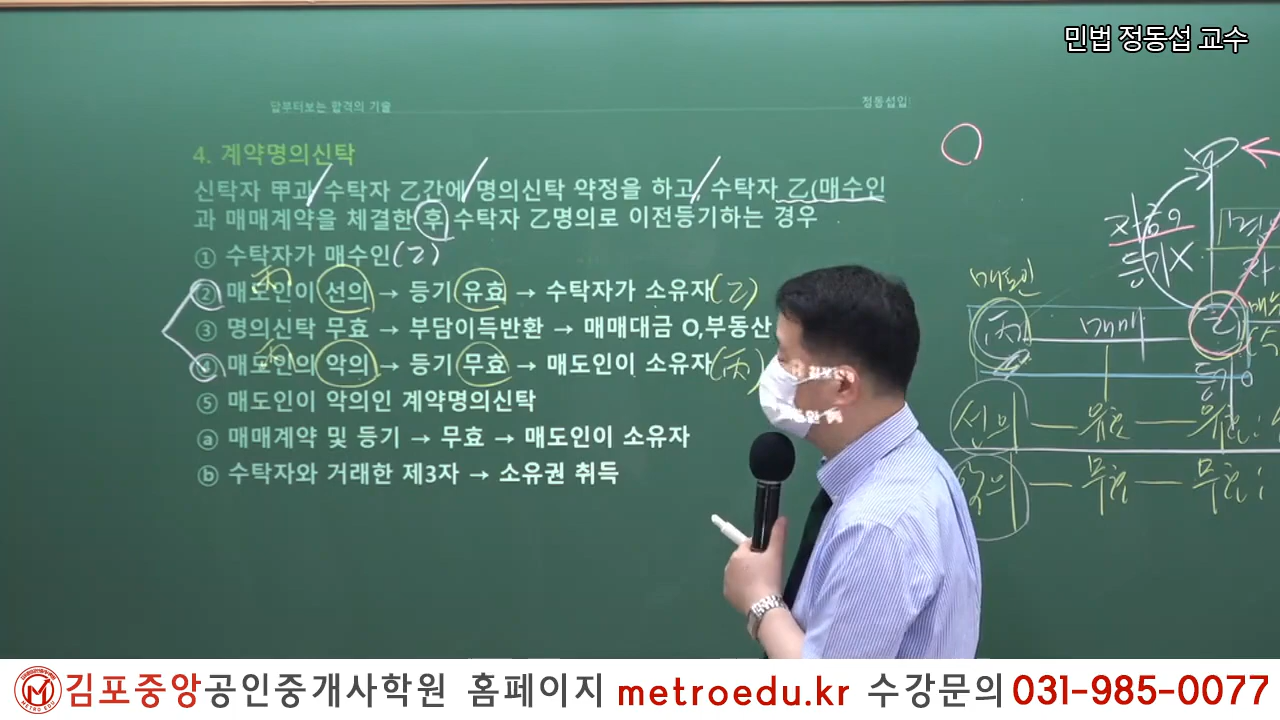 민법 정동섭 교수
답부터보는 합격의 기술
정동섭입
4. 계약명의신탁
신탁자 甲과 수탁자 乙간에 명의신탁 약정을 하고 수탁자 乙(매수인
과 매매계약을 체결한 후 수탁자 乙명의로 이전등기하는 경우
① 수탁자가 매수인(乙)
丙
② 매도인이 선의 → 등기 유효 → 수탁자가 소유자(乙)
③ 명의신탁 무효 → 부담이득반환 → 매매대금 O,부동산
丙
④ 매도인의 악의 → 등기 무효 → 매도인이 소유자(丙)
⑤ 매도인이 악의인 계약명의신탁
ⓐ 매매계약 및 등기 → 무효 → 매도인이 소유자
ⓑ 수탁자와 거래한 제3자 → 소유권 취득
등기X
매도인
丙 매매 乙
등기O
선의 — 유효 — 유효:
악의 — 무효 — 무효:
김포중앙공인중개사학원 홈페이지 metroedu.kr 수강문의 031-985-0077